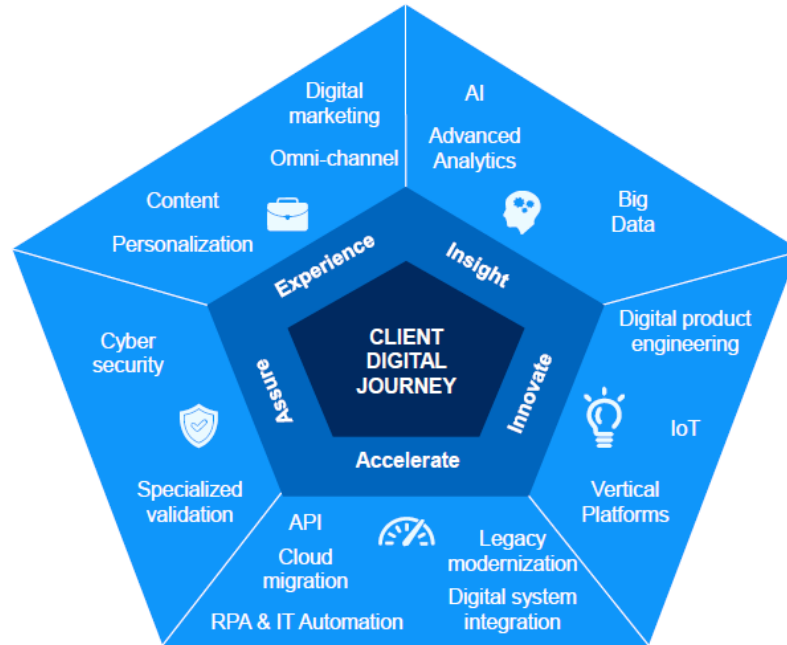 Digital
marketing
Omni-channel
Content
Personalization
AI
Advanced
Analytics
Big
Data
Experience
Insight
CLIENT
DIGITAL
JOURNEY
Assure
Innovate
Accelerate
Cyber
security
Specialized
validation
Digital product
engineering
IoT
Vertical
Platforms
API
Cloud
migration
RPA & IT Automation
Legacy
modernization
Digital system
integration